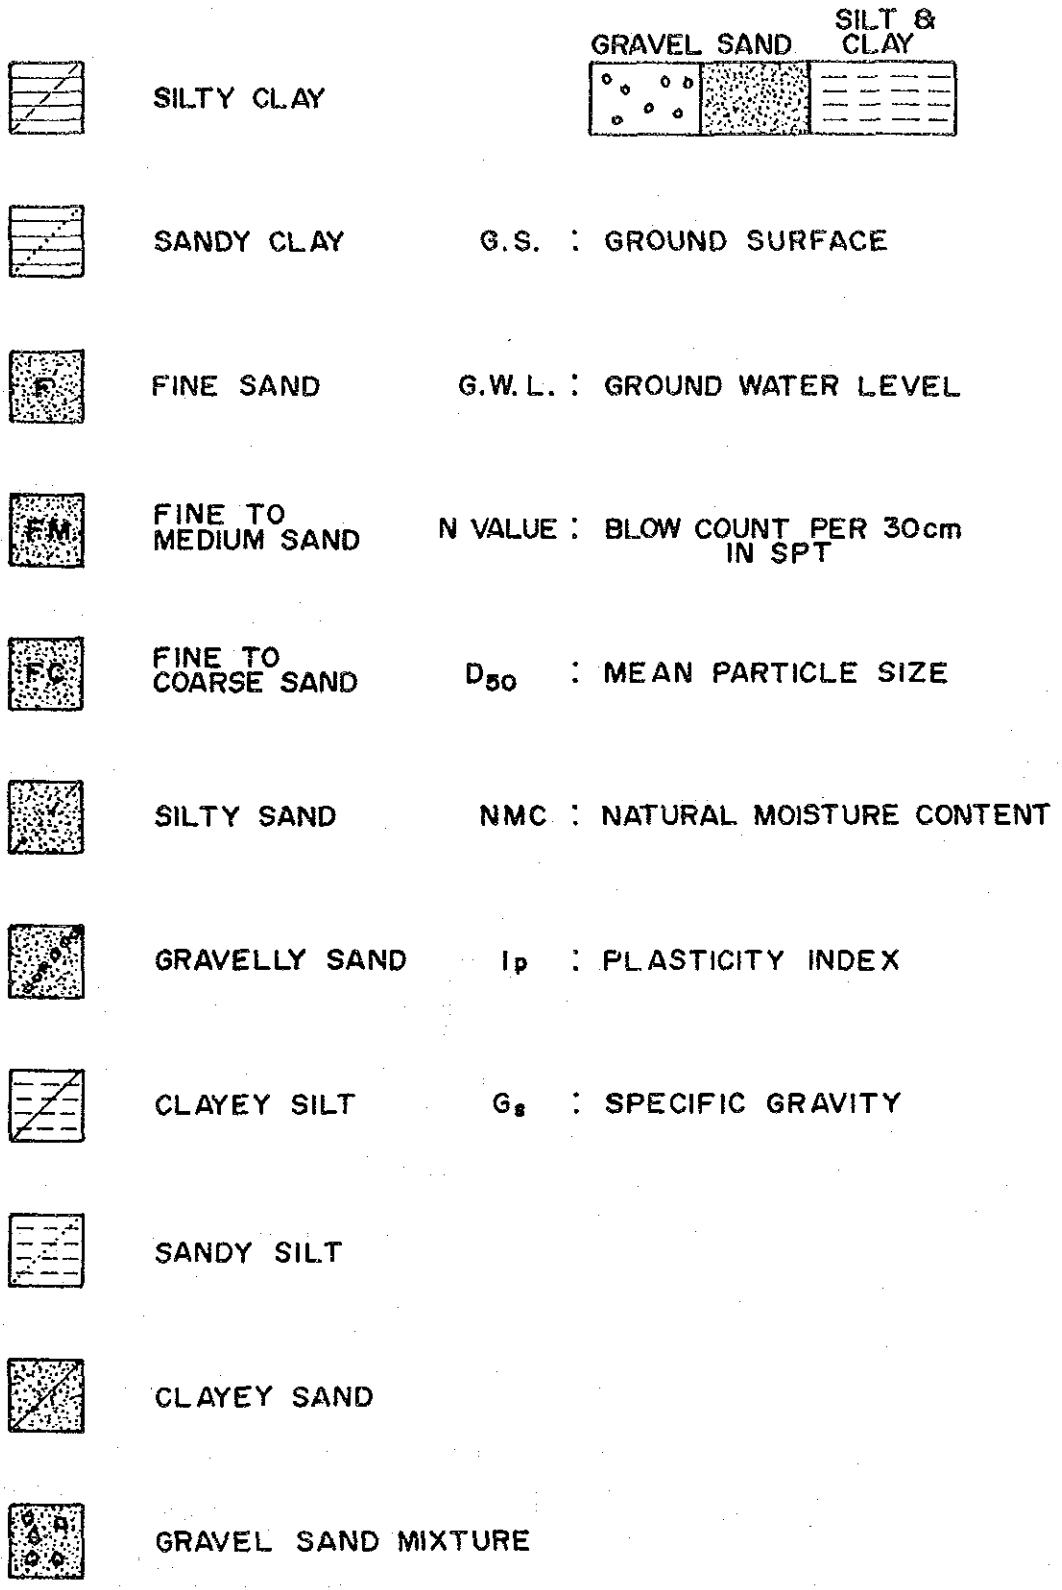 SILT &
GRAVEL SAND CLAY
SILTY CLAY
SANDY CLAY G.S. : GROUND SURFACE
F
FINE SAND G.W.L. : GROUND WATER LEVEL
FM
FINE TO
MEDIUM SAND N VALUE : BLOW COUNT PER 30cm
IN SPT
FC
FINE TO
COARSE SAND D50 : MEAN PARTICLE SIZE
SILTY SAND NMC : NATURAL MOISTURE CONTENT
GRAVELLY SAND Ip : PLASTICITY INDEX
CLAYEY SILT Gs : SPECIFIC GRAVITY
SANDY SILT
CLAYEY SAND
GRAVEL SAND MIXTURE